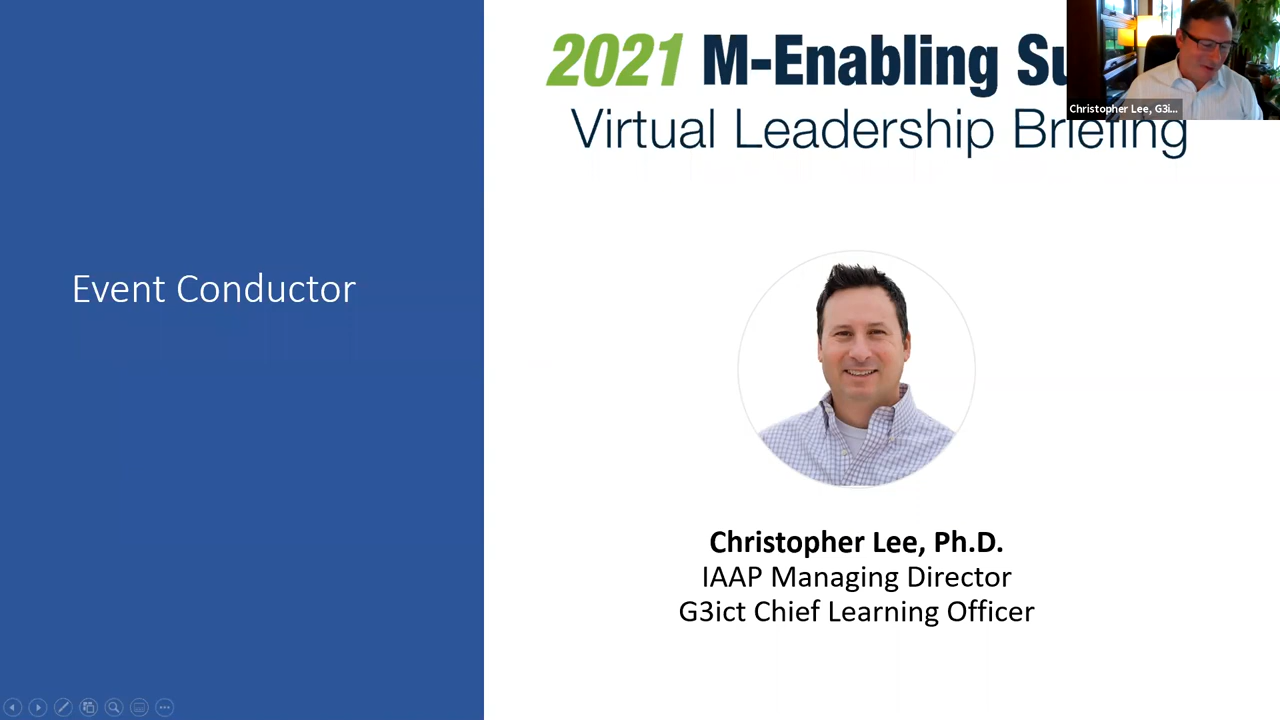 2021 M-Enabling
Virtual Leadership Briefing
Christopher Lee, G3i...
Event Conductor
Christopher Lee, Ph.D.
IAAP Managing Director
G3ict Chief Learning Officer